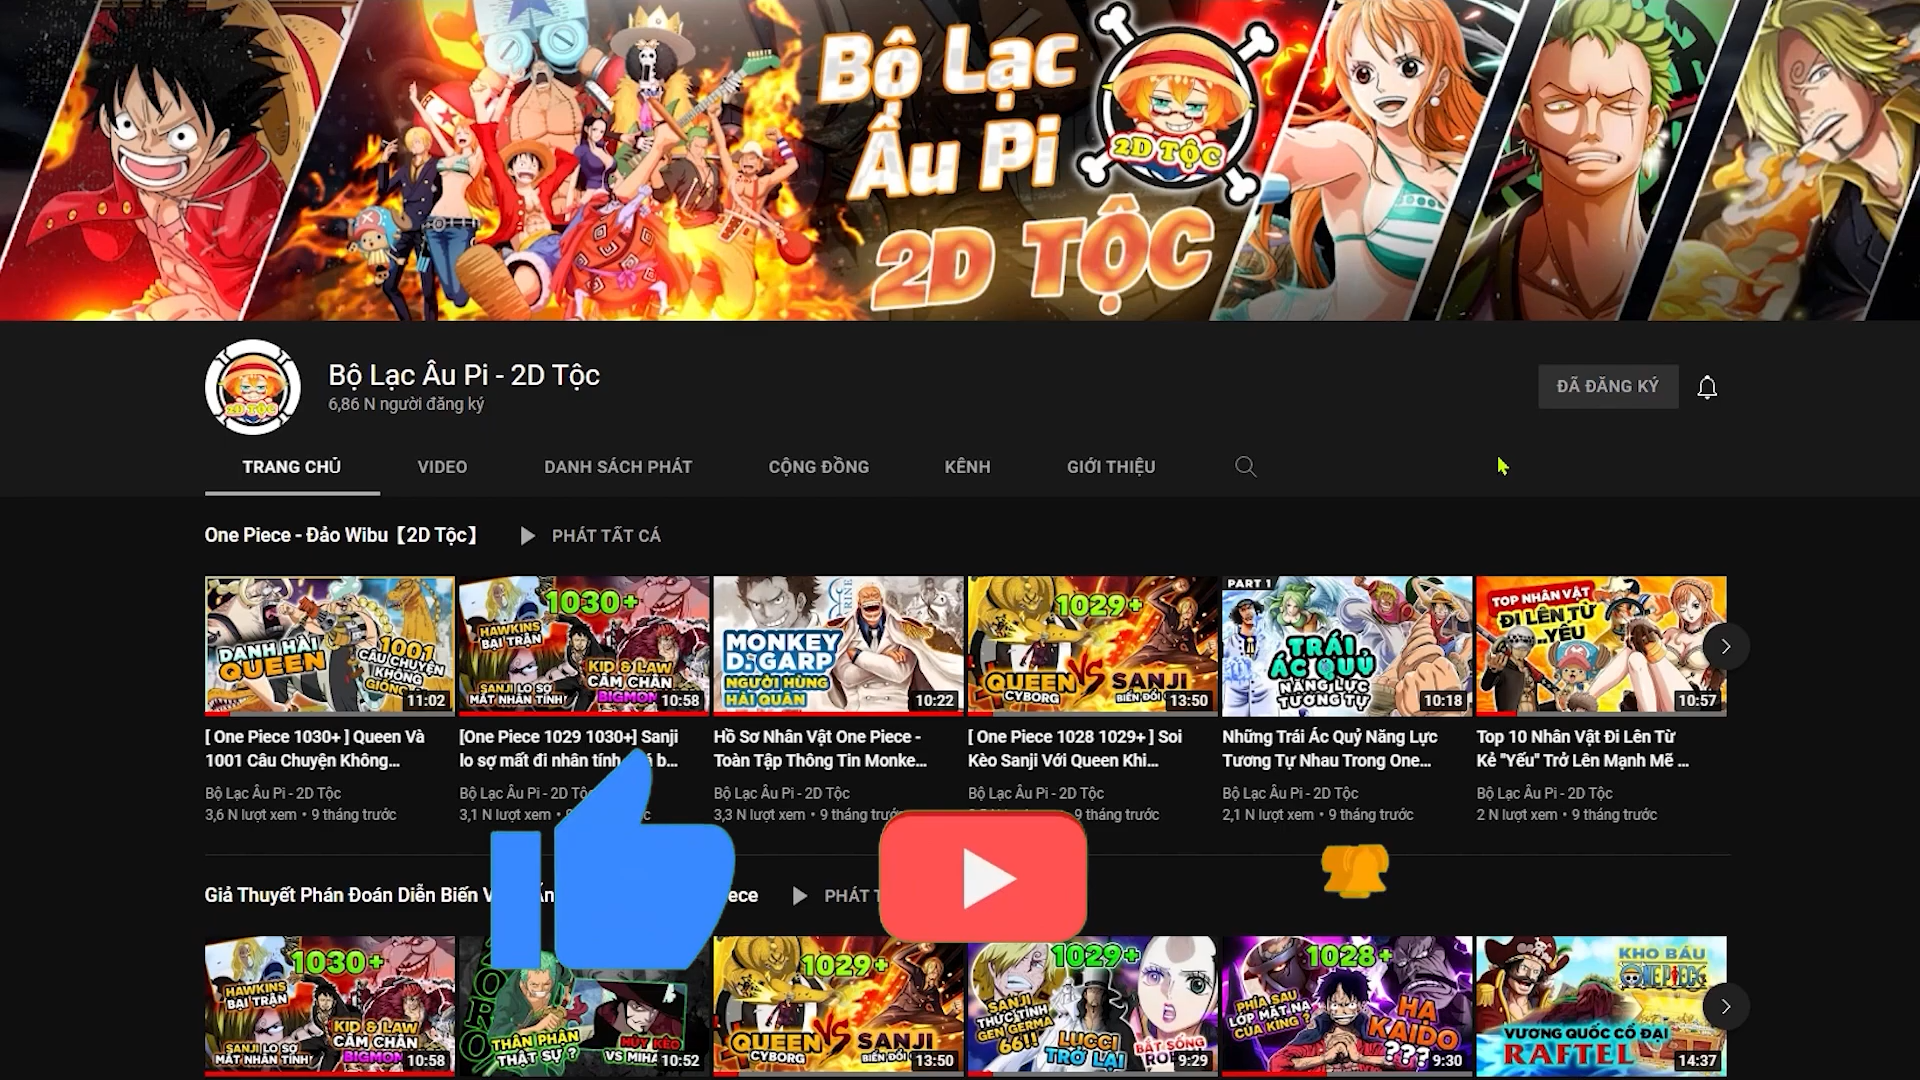 Bộ Lạc
Ẩu Pi
2D TỘC
2D TỘC
Bộ Lạc Âu Pi - 2D Tộc
6,86 N người đăng ký
ĐÃ ĐĂNG KÝ
TRANG CHỦ
VIDEO
DANH SÁCH PHÁT
CỘNG ĐỒNG
KÊNH
GIỚI THIỆU
One Piece - Đảo Wibu【2D Tộc】
PHÁT TẤT CẢ
DANH HÀI
QUEEN
1001
CÂU CHUYỆN
KHÔNG
11:02
1030+
HAWKINS
BẠI TRẬN
KID & LAW
CẦM CHÂN
BIGMOM
SANJI LO SỢ
MẤT NHÂN TÍNH
10:58
MONKEY
D. GARP
NGƯỜI HÙNG
HẢI QUÂN
10:22
1029+
QUEEN VS SANJI
CYBORG
BIẾN ĐỔI
13:50
PART 1
TRÁI
ÁC QUỶ
NĂNG LỰC
TƯƠNG TỰ
10:18
TOP NHÂN VẬT
ĐI LÊN TỪ
..YẾU
10:57
[ One Piece 1030+ ] Queen Và
1001 Câu Chuyện Không...
Bộ Lạc Âu Pi - 2D Tộc
3,6 N lượt xem • 9 tháng trước
[One Piece 1029 1030+] Sanji
lo sợ mất đi nhân tính
b...
Bộ Lạc Âu Pi - 2D Tộc
3,1 N lượt xem • 9
Hồ Sơ Nhân Vật One Piece -
Toàn Tập Thông Tin Monke...
Bộ Lạc Âu Pi - 2D Tộc
3,3 N lượt xem • 9 tháng trước
[ One Piece 1028 1029+ ] Soi
Kèo Sanji Với Queen Khi...
Bộ Lạc Âu Pi - 2D Tộc
9 tháng trước
Những Trái Ác Quỷ Năng Lực
Tương Tự Nhau Trong One...
Bộ Lạc Âu Pi - 2D Tộc
2,1 N lượt xem • 9 tháng trước
Top 10 Nhân Vật Đi Lên Từ
Kẻ "Yếu" Trở Lên Mạnh Mẽ ...
Bộ Lạc Âu Pi - 2D Tộc
2 N lượt xem • 9 tháng trước
Giả Thuyết Phán Đoán Diễn Biến
ece
PHÁT
1030+
HAWKINS
BẠI TRẬN
KID & LAW
CẦM CHÂN
BIGMOM
SANJI LO SỢ
MẤT NHÂN TÍNH
10:58
THÂN PHẬN
THẬT SỰ ?
HỦY KÈO
VS MIHA
10:52
1029+
QUEEN VS SANJI
CYBORG
BIẾN ĐỔI
13:50
1029+
SANJI
THỨC TỈNH
GEN GERMA
66!!
LUCCI
TRỞ LẠI
BẮT SỐNG
9:29
1028+
PHÍA SAU
LỚP MẶT NẠ
CỦA KING ?
HẠ
KAIDO
???
9:30
KHO BÁU
ONE PIECE
VƯƠNG QUỐC CỔ ĐẠI
RAFTEL
14:37